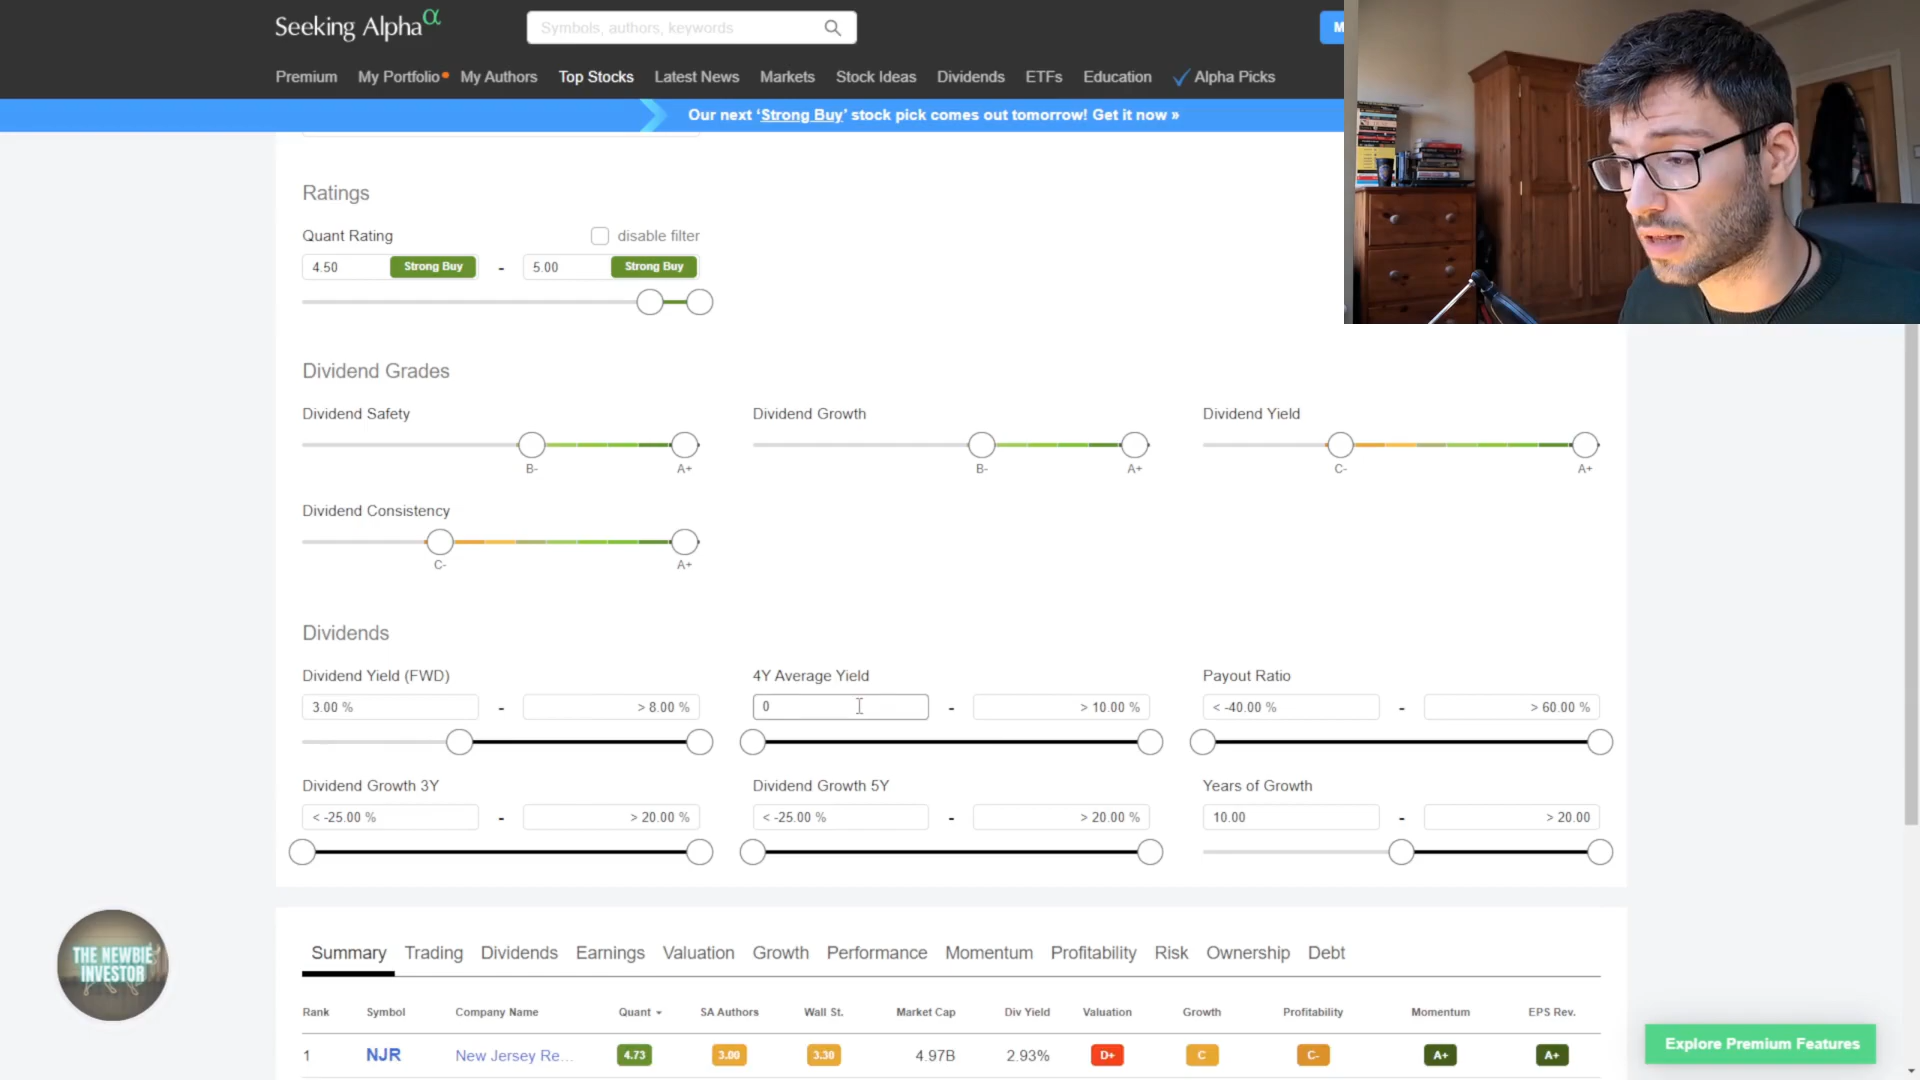 Seeking Alpha α
Symbols, authors, keywords
M
Premium My Portfolio My Authors Top Stocks Latest News Markets Stock Ideas Dividends ETFs Education Alpha Picks
Our next ‘Strong Buy’ stock pick comes out tomorrow! Get it now »
Ratings
Quant Rating disable filter
4.50 Strong Buy - 5.00 Strong Buy
Dividend Grades
Dividend Safety Dividend Growth Dividend Yield
B- A+ B- A+ C- A+
Dividend Consistency
C- A+
Dividends
Dividend Yield (FWD) 4Y Average Yield Payout Ratio
3.00 % - > 8.00 % 0 - > 10.00 % < -40.00 % - > 60.00 %
Dividend Growth 3Y Dividend Growth 5Y Years of Growth
< -25.00 % - > 20.00 % < -25.00 % - > 20.00 % 10.00 - > 20.00
THE NEWBIE
INVESTOR
Summary Trading Dividends Earnings Valuation Growth Performance Momentum Profitability Risk Ownership Debt
Rank Symbol Company Name Quant SA Authors Wall St. Market Cap Div Yield Valuation Growth Profitability Momentum EPS Rev.
1 NJR New Jersey Re... 4.73 3.00 3.30 4.97B 2.93% D+ C C- A+ A+
Explore Premium Features